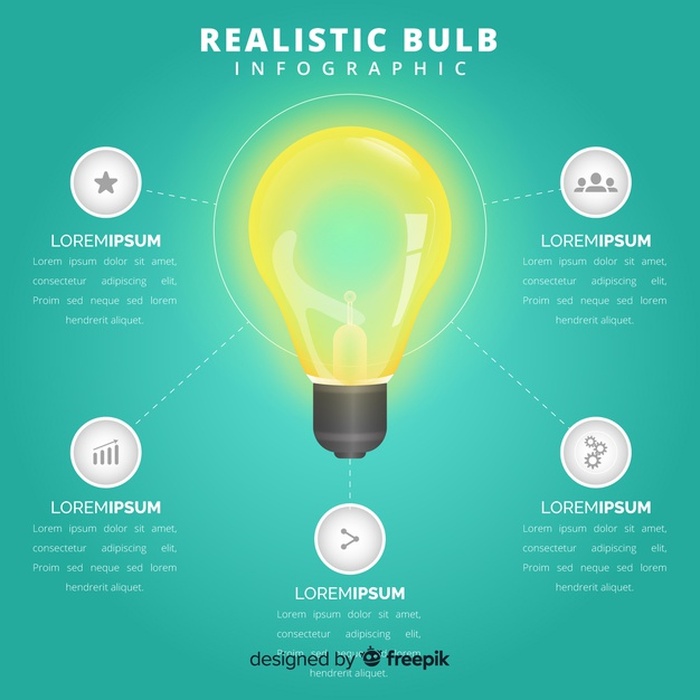 REALISTIC BULB
INFOGRAPHIC
LOREMIPSUM
Lorem ipsum dolor sit amet,
consectetur adipiscing elit,
Proim sed neque sed lorem
hendrerit aliquet.
LOREMIPSUM
Lorem ipsum dolor sit amet,
consectetur adipiscing elit,
Proim sed neque sed lorem
hendrerit aliquet.
LOREMIPSUM
Lorem ipsum dolor sit amet,
consectetur adipiscing elit,
Proim sed neque sed lorem
hendrerit aliquet.
LOREMIPSUM
Lorem ipsum dolor sit amet,
consectetur adipiscing elit,
Proim sed neque sed lorem
hendrerit aliquet.
LOREMIPSUM
Lorem ipsum dolor sit amet,
consectetur adipiscing elit,
lorem
hendrerit aliquet.
designed by freepik